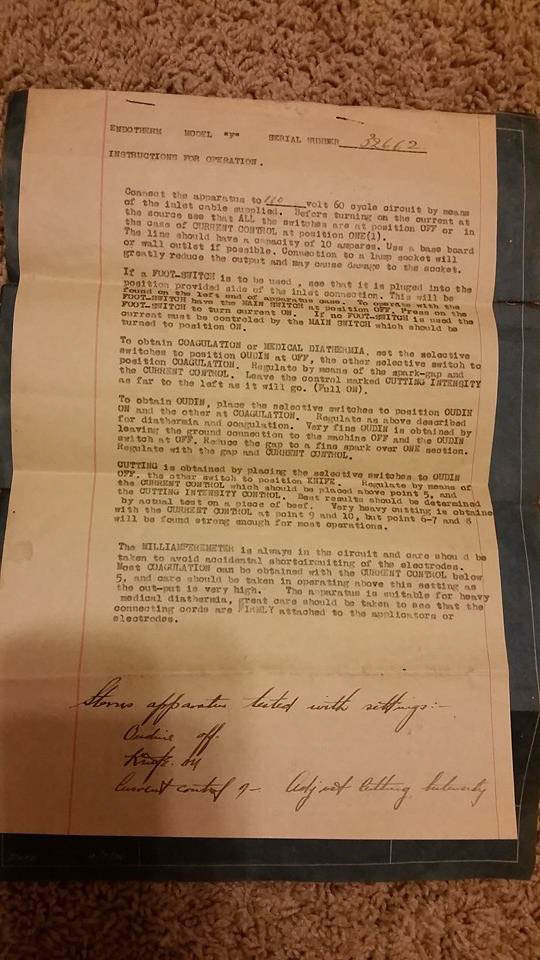 ENDOTHERM MODEL "y" SERIAL NUMBER 32662
INSTRUCTIONS FOR OPERATION.
Connect the apparatus to 110 volt 60 cycle circuit by means
of the inlet cable supplied. Before turning on the current at
the source see that ALL the switches are at position OFF or in
the case of CURRENT CONTROL at position ONE(1).
The line should have a capacity of 10 amperes. Use a base board
or wall outlet if possible. Connection to a lamp socket will
greatly reduce the output and may cause damage to the socket.
If a FOOT-SWITCH is to be used , see that it is pluged into the
position provided side of the inlet connection. This will be
found on the left end of apparatus case. To operate with the
FOOT-SWITCH have the MAIN SWITCH at position OFF. Press on the
FOOT-SWITCH to turn current ON. If no FOOT-SWITCH is used the
current must be controled by the MAIN SWITCH which should be
turned to position ON.
To obtain COAGULATION or MEDICAL DIATHERMIA, set the selective
switches to position OUDIN at OFF, the other selective switch to
position COAGULATION. Regulate by means of the spark-gap and
the CURRENT CONTROL. Leave the control marked CUTTING INTENSITY
as far to the left as it will go. (Full ON).
To obtain OUDIN, place the selective switches to position OUDIN
ON and the other at COAGULATION. Regulate as above described
for diathermia and coagulation. Very fine OUDIN is obtained by
leaving the ground connection to the machine OFF and the OUDIN
switch at OFF. Reduce the gap to a fine spark over ONE section.
Regulate with the gap and CURRENT CONTROL.
CUTTING is obtained by placing the selective switches to OUDIN
OFF. the other switch to position KNIFE. Regulate by means of
the CURRENT CONTROL which should be placed above point 5, and
the CUTTING INTENSITY CONTROL. Best results should be determined
by actual test on a piece of beef. Very heavy cutting is obtaine
with the CURRENT CONTROL at point 9 and 10, but point 6-7 and 8
will be found strong enough for most operations.
The MILLIAMPEREMETER is always in the circuit and care shou d be
taken to avoid accidental shortcircuiting of the electrodes.
Most COAGULATION can be obtained with the CURRENT CONTROL below
5, and care should be taken in operating above this setting as
the out-put is very high. The apparatus is suitable for heavy
medical diathermia, great care should be taken to see that the
connecting cords are FIRMLY attached to the applicators or
electrodes.
apparatus tested with settings:-
Oudine off.
Knife. on
Current control 9- Adjust Cutting Intensity